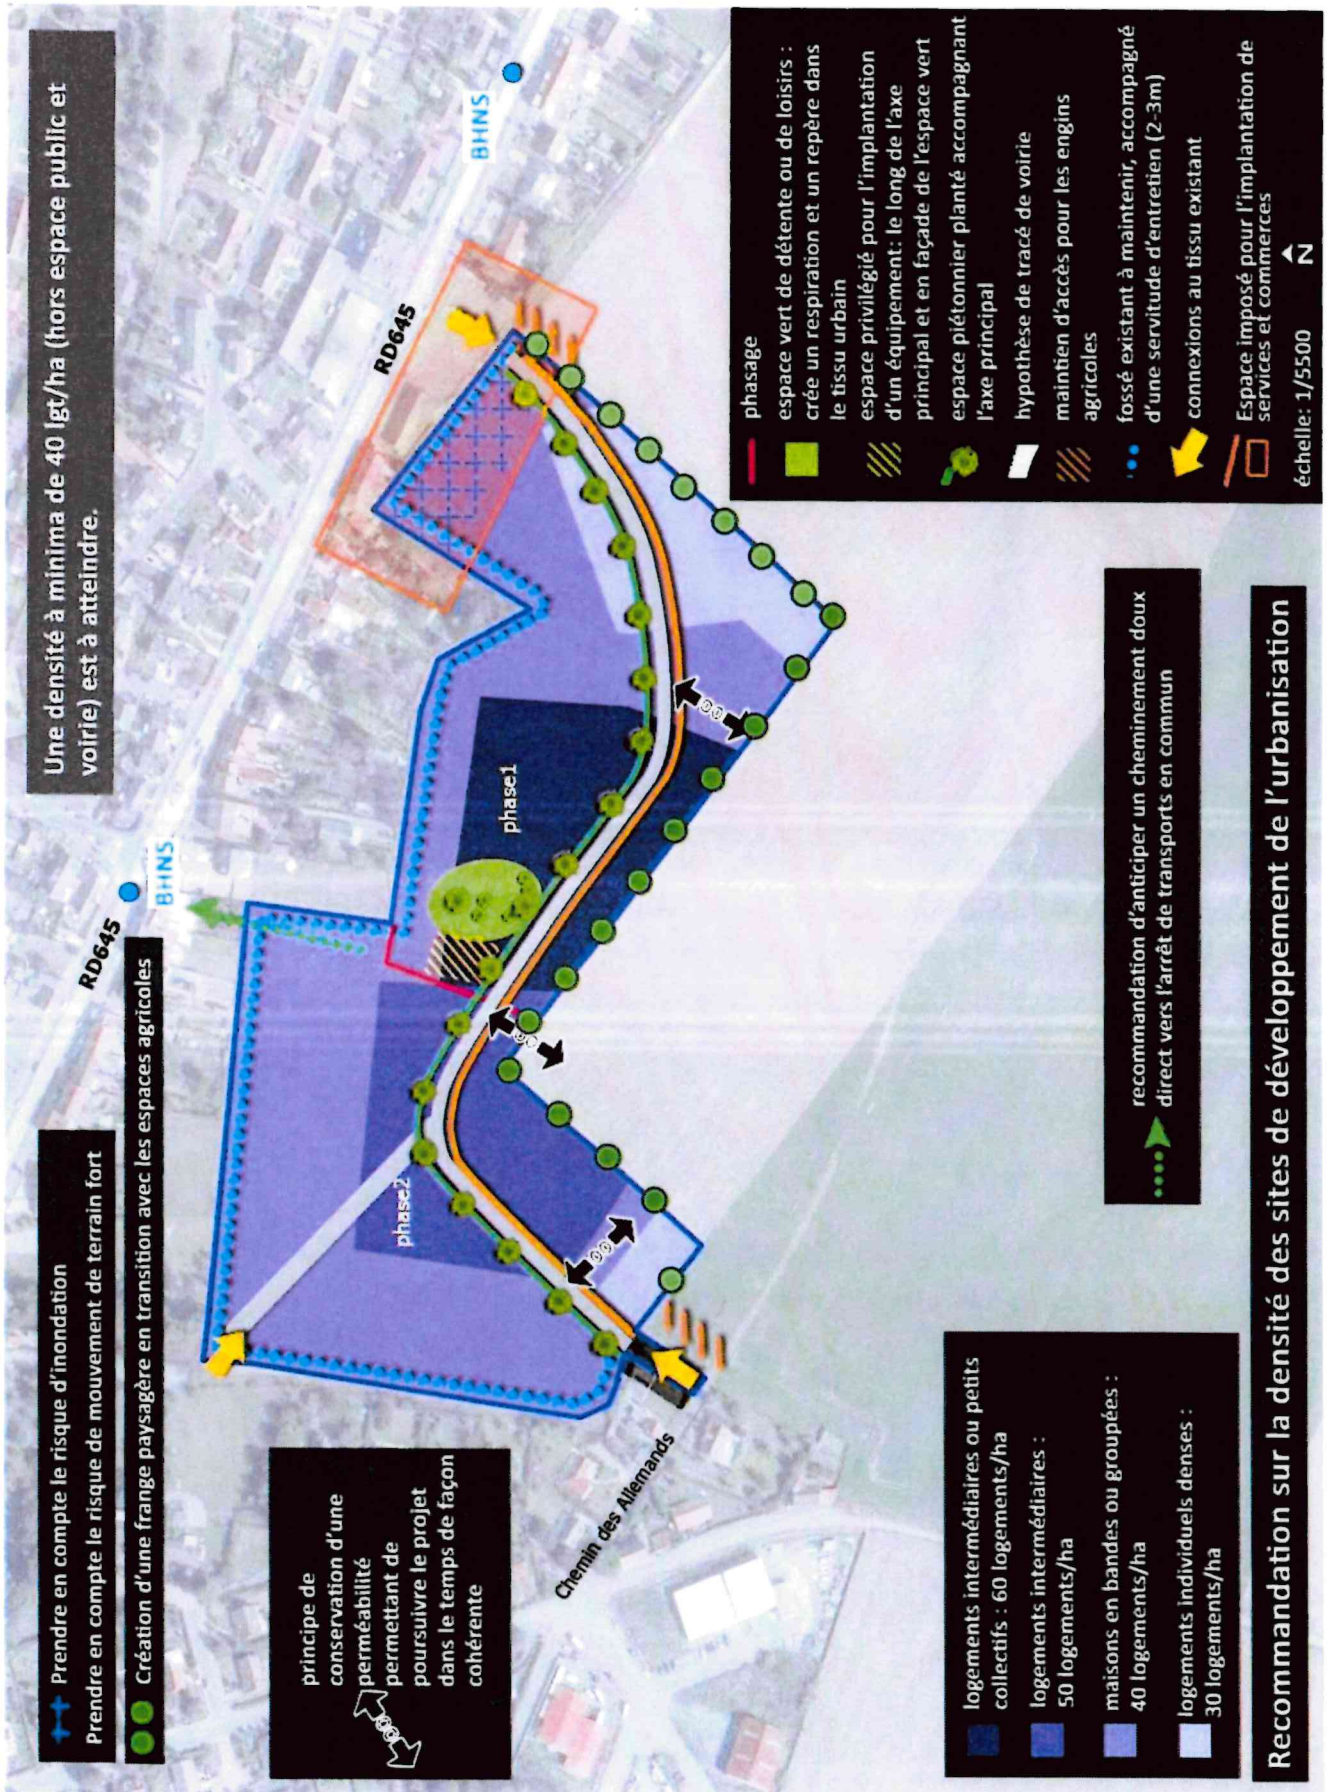 Une densité à minima de 40 lgt/ha (hors espace public et
voirie) est à atteindre.
Prendre en compte le risque d'inondation
Prendre en compte le risque de mouvement de terrain fort
Création d'une frange paysagère en transition avec les espaces agricoles
RD645
BHNS
RD645
BHNS
principe de
conservation d'une
perméabilité
permettant de
poursuivre le projet
dans le temps de façon
cohérente
phase2
phase1
Chemin des Allemands
phasage
espace vert de détente ou de loisirs :
crée un respiration et un repère dans
le tissu urbain
espace privilégié pour l'implantation
d'un équipement: le long de l'axe
principal et en façade de l'espace vert
espace piétonnier planté accompagnant
l'axe principal
hypothèse de tracé de voirie
maintien d'accès pour les engins
agricoles
fossé existant à maintenir, accompagné
d'une servitude d'entretien (2-3m)
connexions au tissu existant
Espace imposé pour l'implantation de
services et commerces
échelle: 1/5500
N
logements intermédiaires ou petits
collectifs : 60 logements/ha
logements intermédiaires :
50 logements/ha
maisons en bandes ou groupées :
40 logements/ha
logements individuels denses :
30 logements/ha
recommandation d'anticiper un cheminement doux
direct vers l'arrêt de transports en commun
Recommandation sur la densité des sites de développement de l'urbanisation